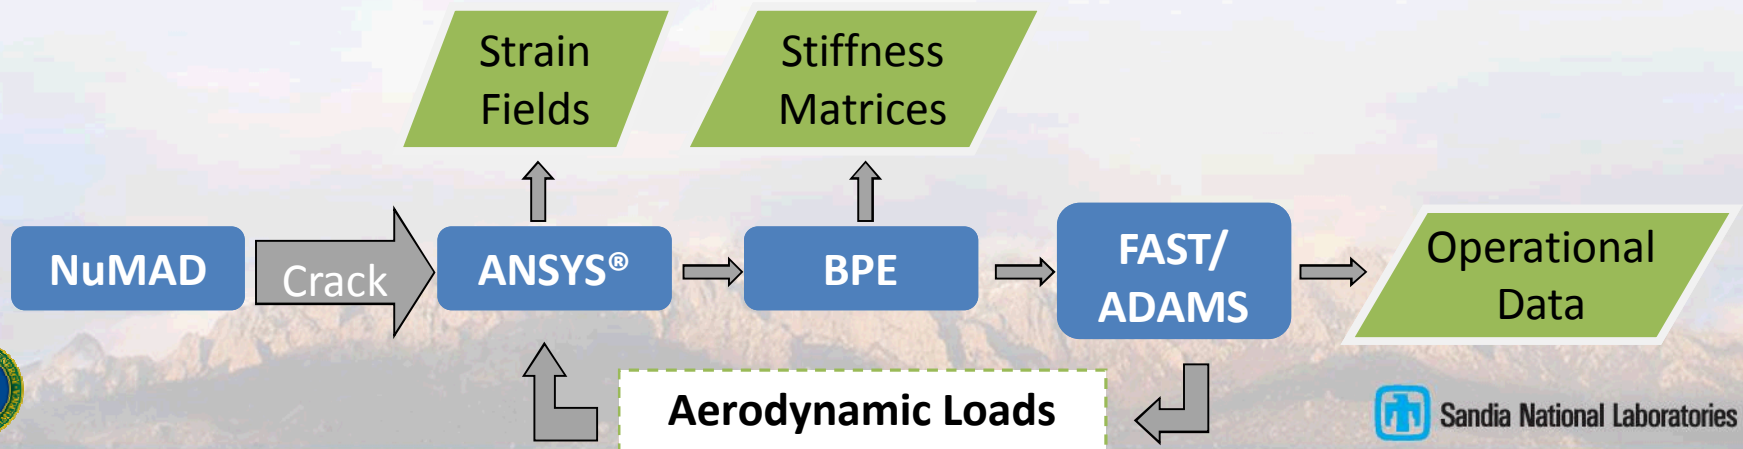 Strain
Fields
Stiffness
Matrices
NuMAD
Crack
ANSYS®
BPE
FAST/
ADAMS
Operational
Data
Aerodynamic Loads
Sandia National Laboratories